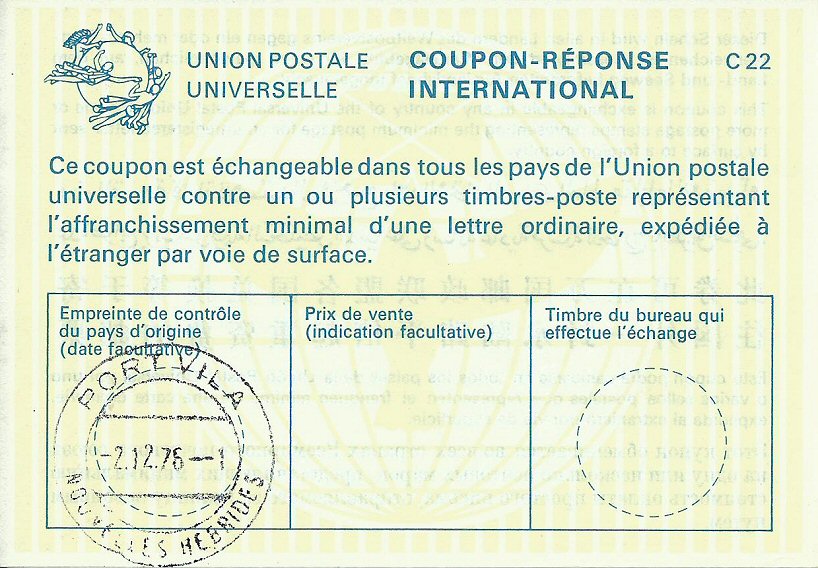 UNION POSTALE
UNIVERSELLE
COUPON-RÉPONSE
INTERNATIONAL
C 22
Ce coupon est échangeable dans tous les pays de l'Union postale
universelle contre un ou plusieurs timbres-poste représentant
l'affranchissement minimal d'une lettre ordinaire, expédiée à
l'étranger par voie de surface.
Empreinte de contrôle
du pays d'origine
(date facultative)
Prix de vente
(indication facultative)
Timbre du bureau qui
effectue l'échange
PORT VILA
-2.12.76-1
NOUVELLES HEBRIDES